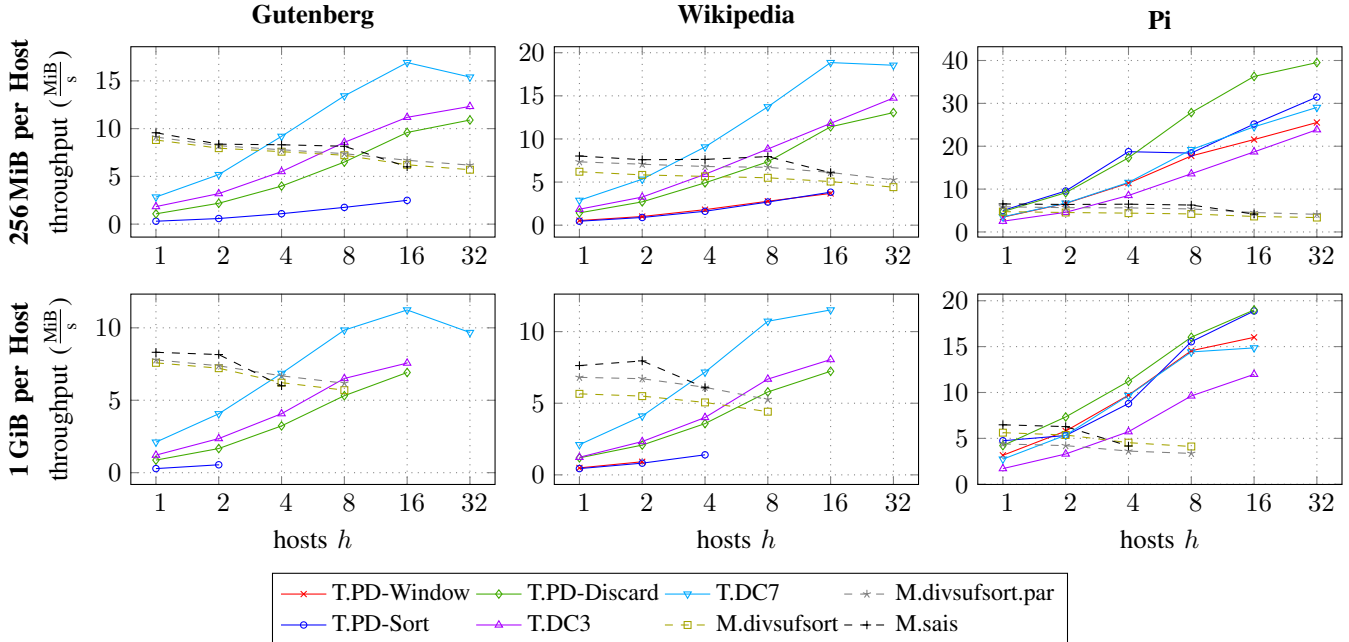 Gutenberg
Wikipedia
Pi
256 MiB per Host
throughput (MiB/s)
15
10
5
0
1 2 4 8 16 32
20
15
10
5
0
1 2 4 8 16 32
40
30
20
10
0
1 2 4 8 16 32
1 GiB per Host
throughput (MiB/s)
10
5
0
1 2 4 8 16 32
hosts h
10
5
0
1 2 4 8 16 32
hosts h
20
15
10
5
0
1 2 4 8 16 32
hosts h
T.PD-Window T.PD-Discard T.DC7 M.divsufsort.par
T.PD-Sort T.DC3 M.divsufsort M.sais